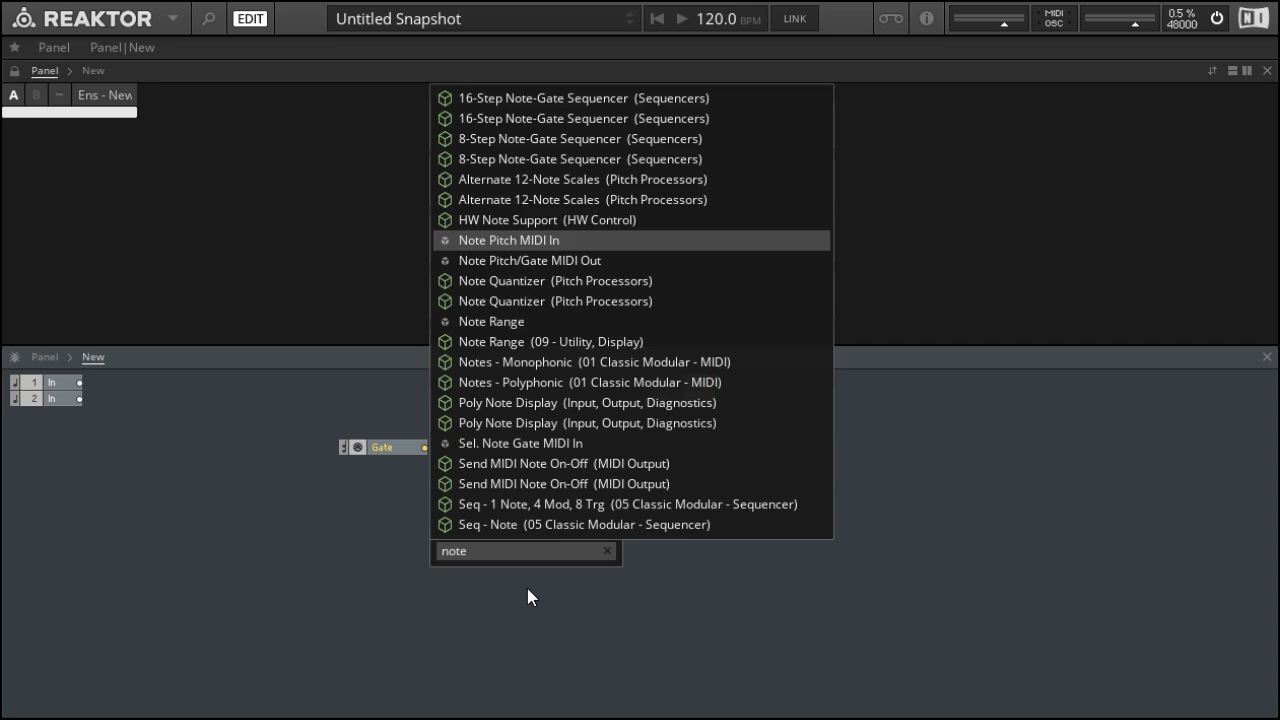 REAKTOR EDIT Untitled Snapshot 120.0 BPM LINK MIDI OSC 0.5 % 48000
Panel Panel|New
Panel > New
A B - Ens - New
16-Step Note-Gate Sequencer (Sequencers)
16-Step Note-Gate Sequencer (Sequencers)
8-Step Note-Gate Sequencer (Sequencers)
8-Step Note-Gate Sequencer (Sequencers)
Alternate 12-Note Scales (Pitch Processors)
Alternate 12-Note Scales (Pitch Processors)
HW Note Support (HW Control)
Note Pitch MIDI In
Note Pitch/Gate MIDI Out
Note Quantizer (Pitch Processors)
Note Quantizer (Pitch Processors)
Note Range
Note Range (09 - Utility, Display)
Notes - Monophonic (01 Classic Modular - MIDI)
Notes - Polyphonic (01 Classic Modular - MIDI)
Poly Note Display (Input, Output, Diagnostics)
Poly Note Display (Input, Output, Diagnostics)
Sel. Note Gate MIDI In
Send MIDI Note On-Off (MIDI Output)
Send MIDI Note On-Off (MIDI Output)
Seq - 1 Note, 4 Mod, 8 Trg (05 Classic Modular - Sequencer)
Seq - Note (05 Classic Modular - Sequencer)
note
Panel > New
1 In
2 In
Gate